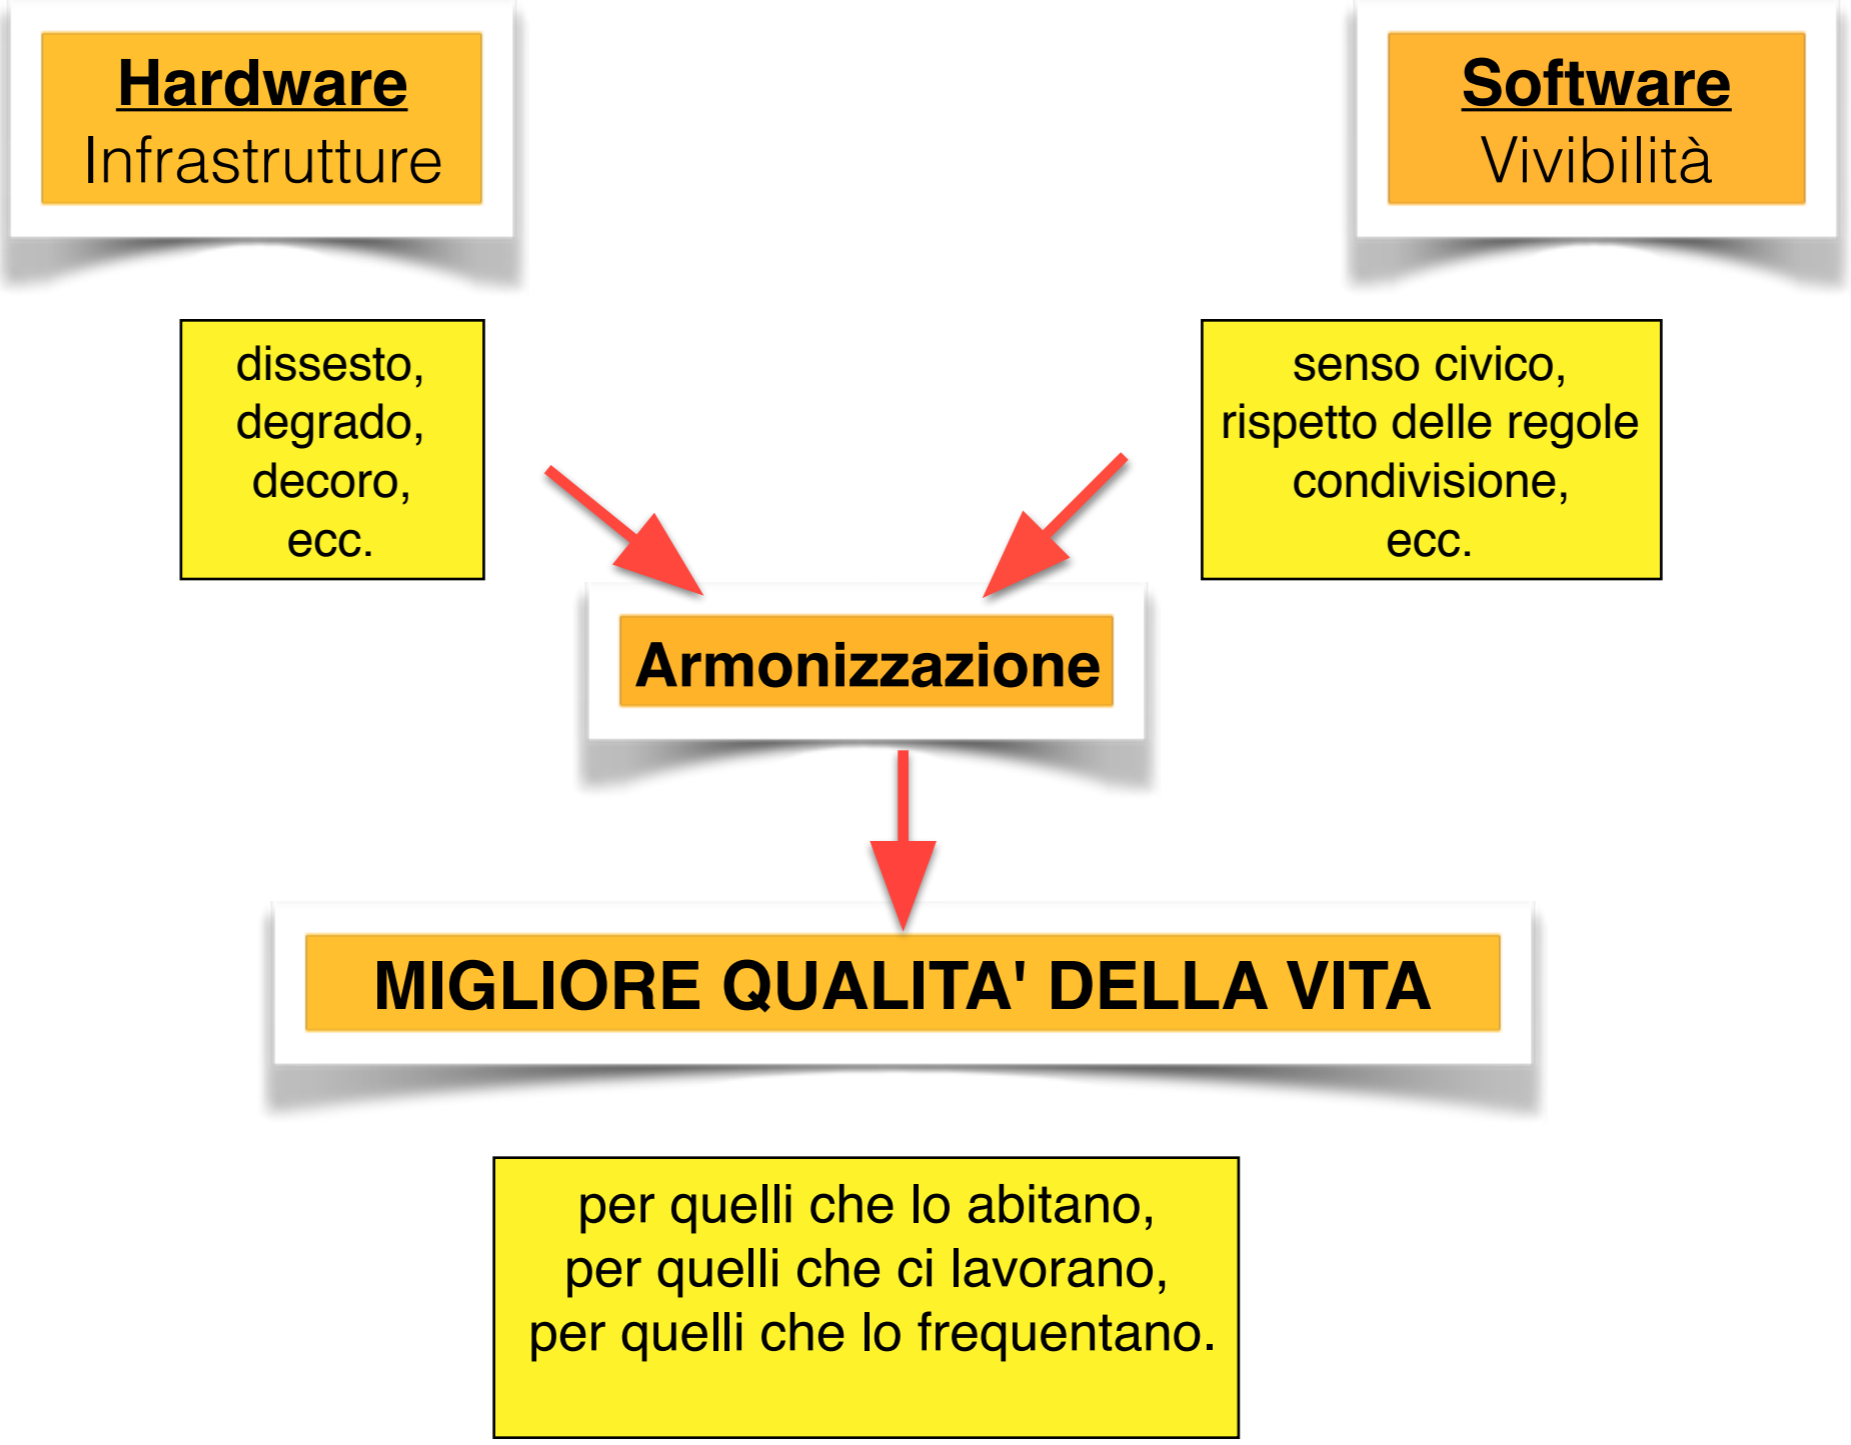 Hardware
Infrastrutture
Software
Vivibilità
dissesto,
degrado,
decoro,
ecc.
senso civico,
rispetto delle regole
condivisione,
ecc.
Armonizzazione
MIGLIORE QUALITA' DELLA VITA
per quelli che lo abitano,
per quelli che ci lavorano,
per quelli che lo frequentano.